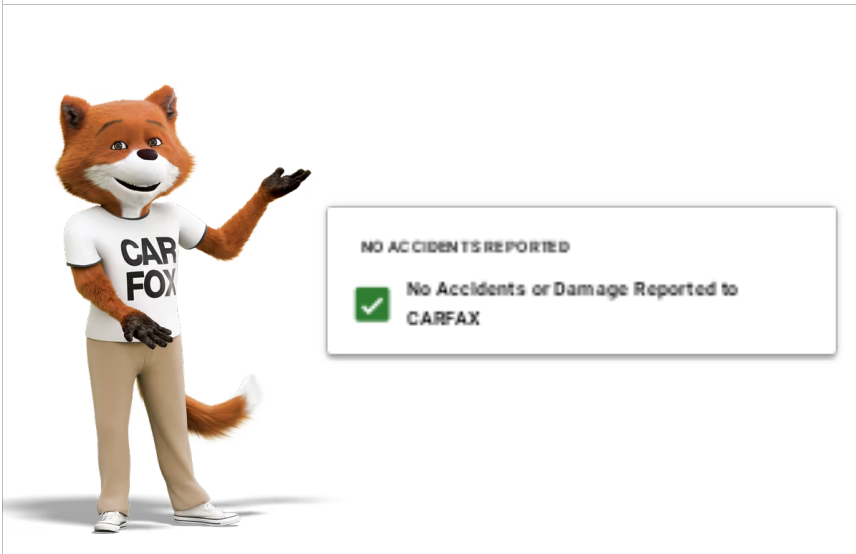 CAR
FOX
NO ACCIDENTS REPORTED
No Accidents or Damage Reported to
CARFAX